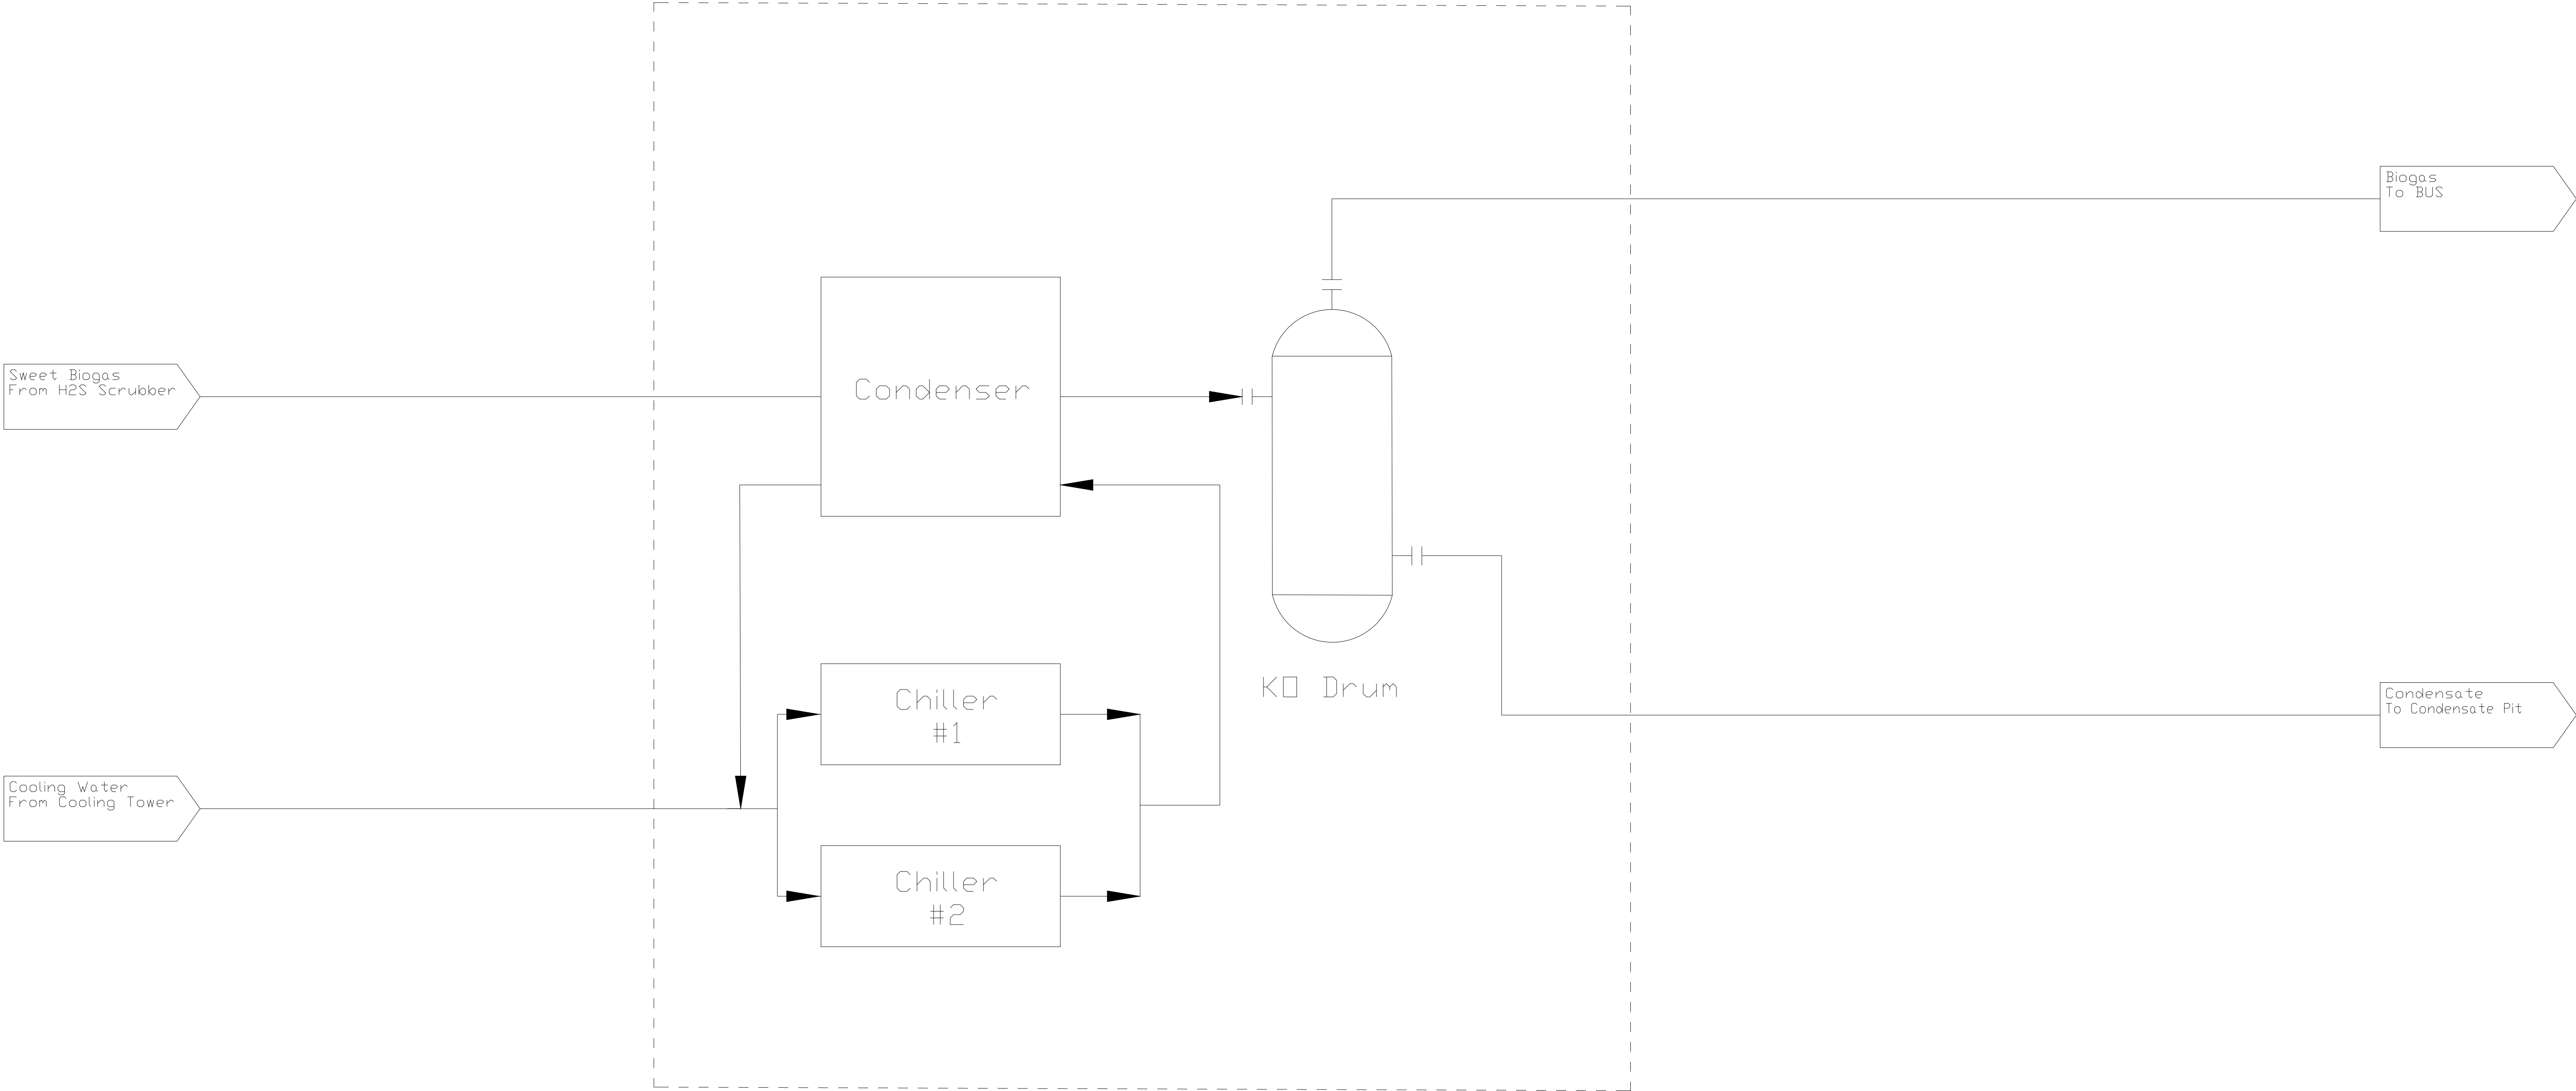 Biogas
To BUS
Sweet Biogas
From H2S Scrubber
Condenser
KO Drum
Chiller
#1
Condensate
To Condensate Pit
Cooling Water
From Cooling Tower
Chiller
#2